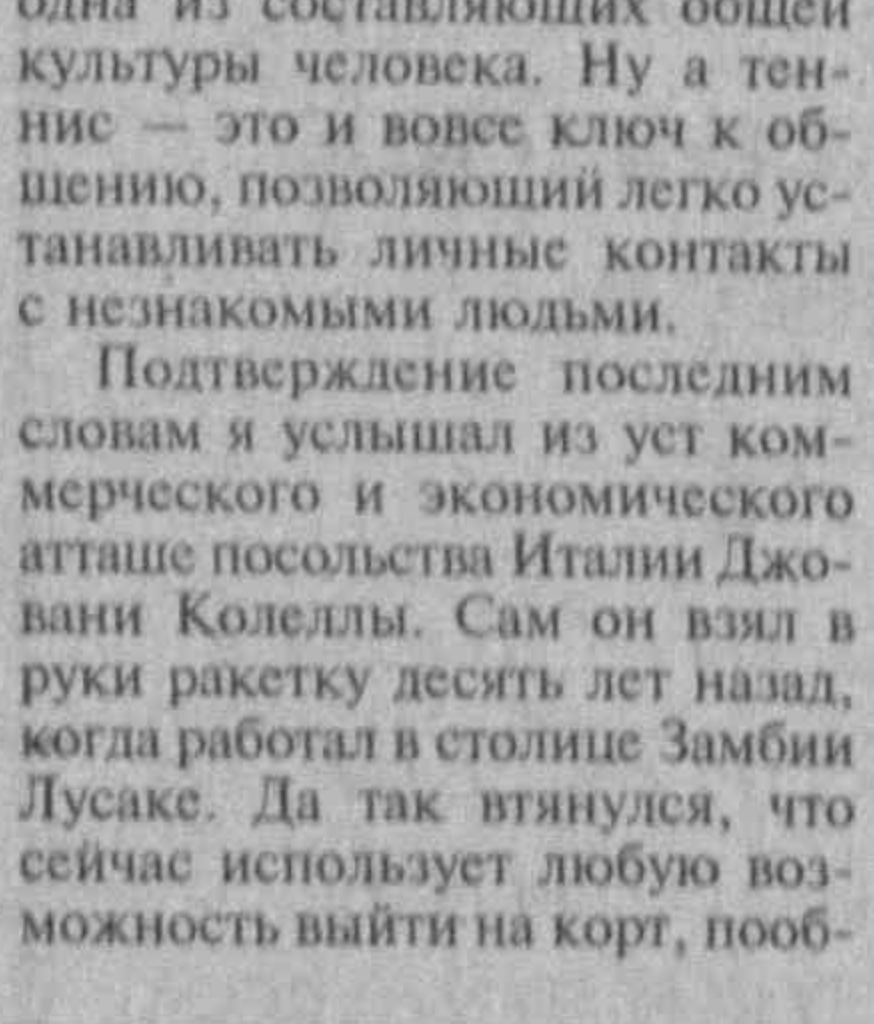 одна из составляющих общей
культуры человека. Ну а тен-
нис — это и вовсе ключ к об-
щению, позволяющий легко ус-
танавливать личные контакты
с незнакомыми людьми.
Подтверждение последним
словам я услышал из уст ком-
мерческого и экономического
атташе посольства Италии Джо-
вани Колеллы. Сам он взял в
руки ракетку десять лет назад,
когда работал в столице Замбии
Лусаке. Да так втянулся, что
сейчас использует любую воз-
можность выйти на корт, пооб-